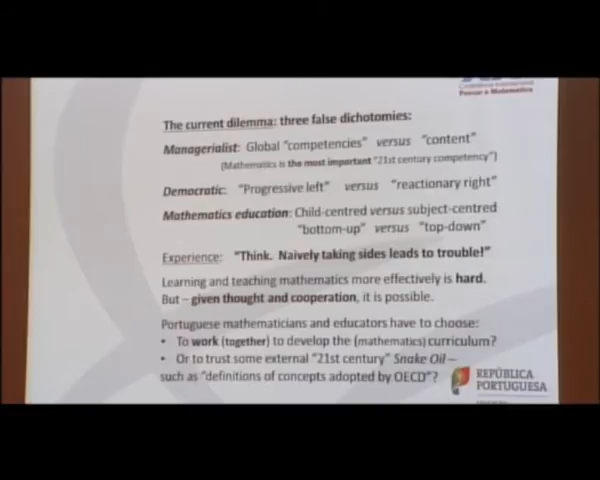 Pensar a Matemática
The current dilemma: three false dichotomies:
Managerialist: Global "competencies" versus "content"
(Mathematics is the most important "21st century competency")
Democratic: "Progressive left" versus "reactionary right"
Mathematics education: Child-centred versus subject-centred
"bottom-up" versus "top-down"
Experience: "Think. Naively taking sides leads to trouble!"
Learning and teaching mathematics more effectively is hard.
But – given thought and cooperation, it is possible.
Portuguese mathematicians and educators have to choose:
• To work (together) to develop the (mathematics) curriculum?
• Or to trust some external "21st century" Snake Oil –
such as "definitions of concepts adopted by OECD"?
REPÚBLICA
PORTUGUESA